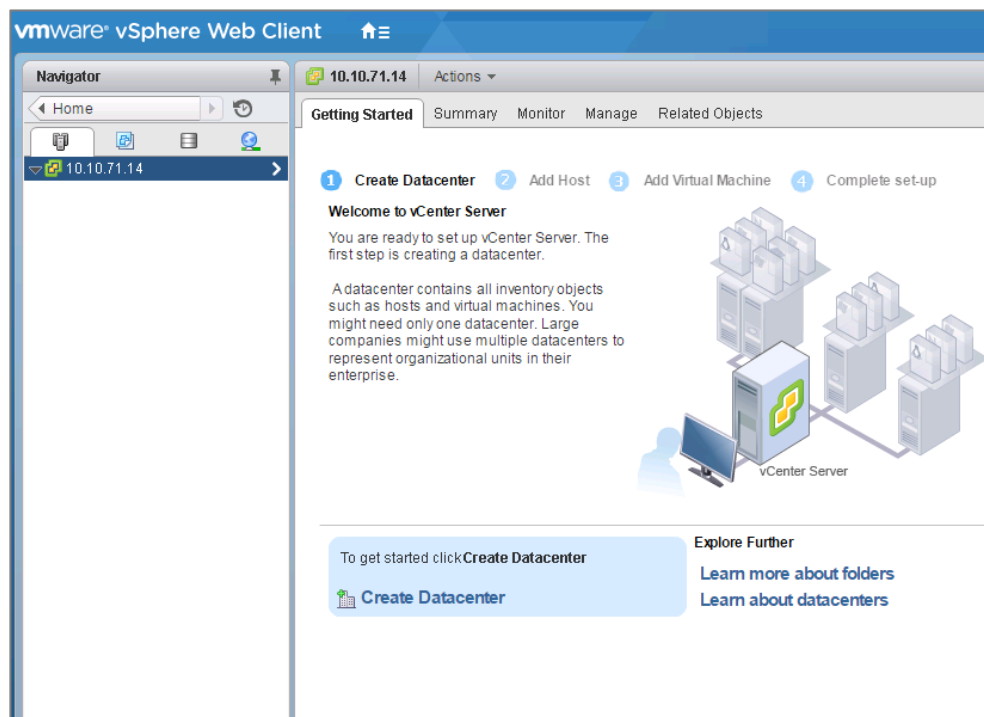 vmware® vSphere Web Client
Navigator
10.10.71.14 Actions
Home
Getting Started Summary Monitor Manage Related Objects
10.10.71.14
1 Create Datacenter 2 Add Host 3 Add Virtual Machine 4 Complete set-up
Welcome to vCenter Server
You are ready to set up vCenter Server. The
first step is creating a datacenter.
A datacenter contains all inventory objects
such as hosts and virtual machines. You
might need only one datacenter. Large
companies might use multiple datacenters to
represent organizational units in their
enterprise.
vCenter Server
To get started click Create Datacenter
Create Datacenter
Explore Further
Learn more about folders
Learn about datacenters